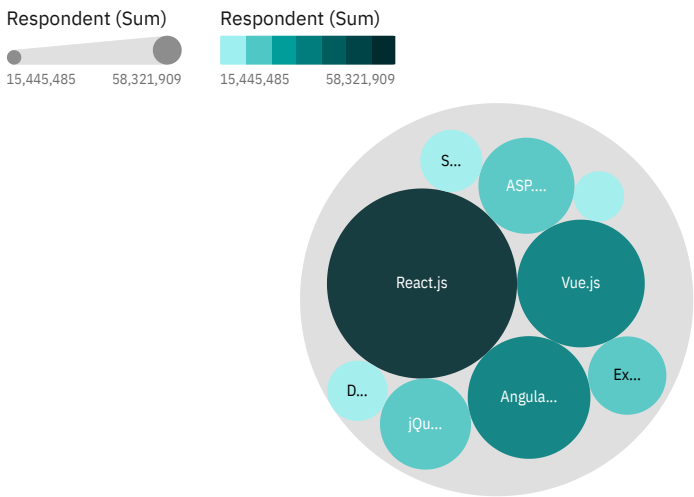 Respondent (Sum)
15,445,485 58,321,909
Respondent (Sum)
15,445,485 58,321,909
S...
ASP....
React.js
Vue.js
Ex...
D...
Angula...
jQu...